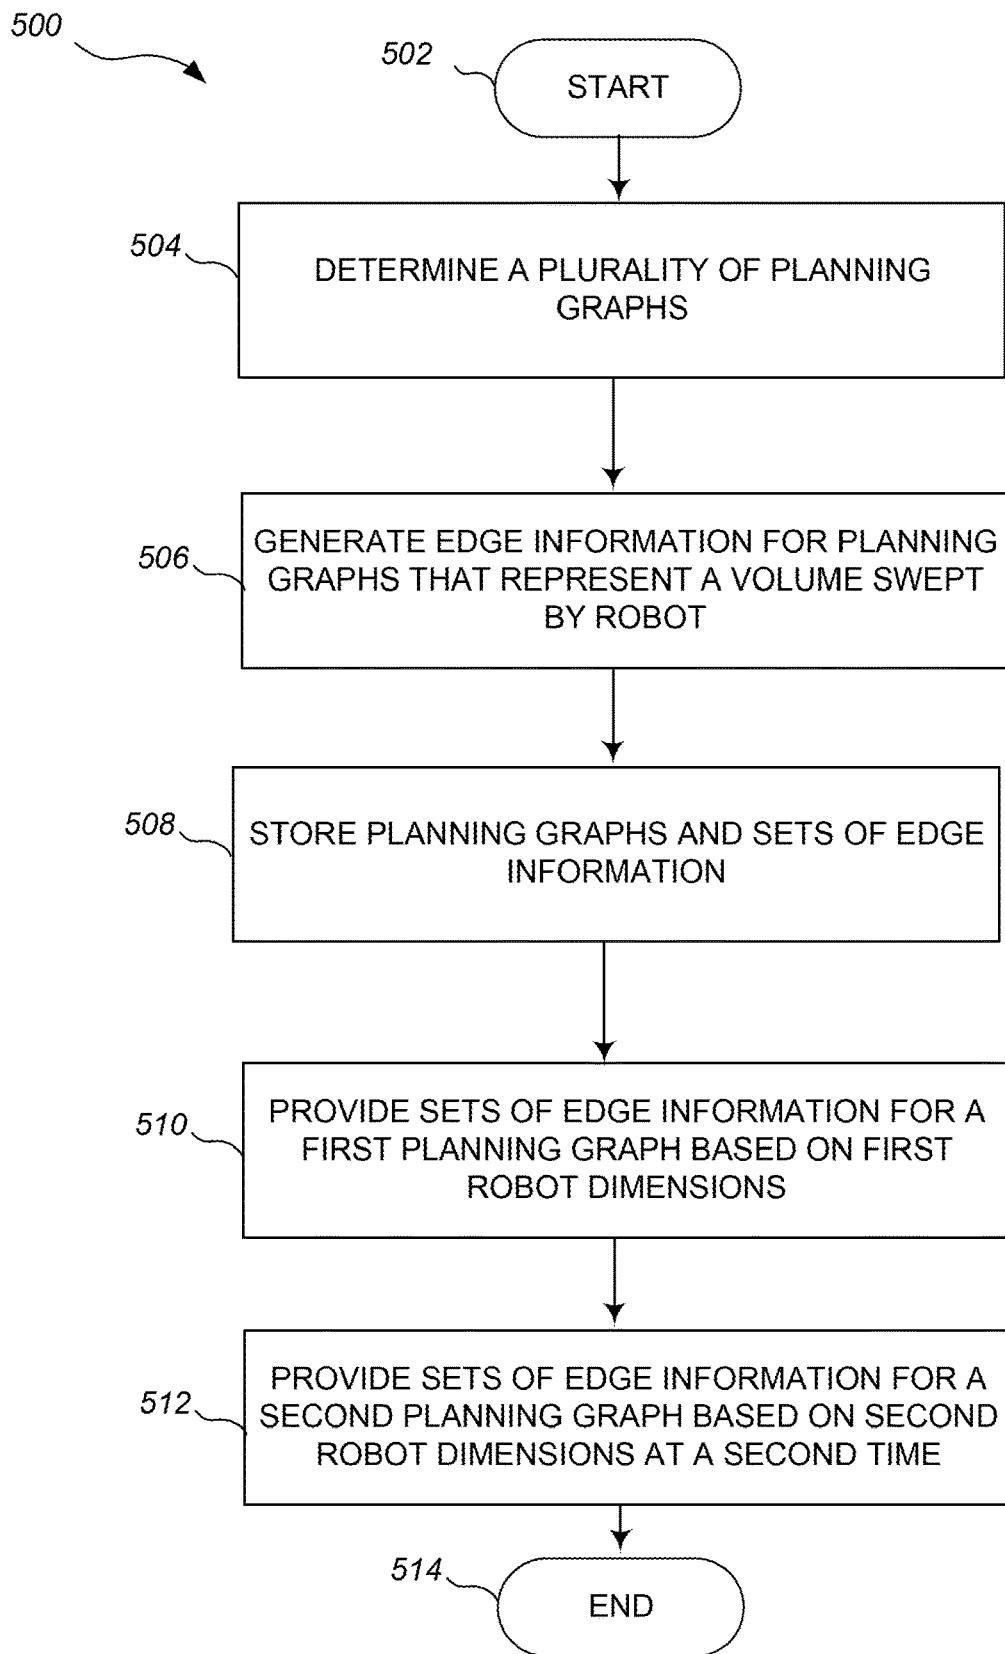 500
502
START
504
DETERMINE A PLURALITY OF PLANNING
GRAPHS
506
GENERATE EDGE INFORMATION FOR PLANNING
GRAPHS THAT REPRESENT A VOLUME SWEPT
BY ROBOT
508
STORE PLANNING GRAPHS AND SETS OF EDGE
INFORMATION
510
PROVIDE SETS OF EDGE INFORMATION FOR A
FIRST PLANNING GRAPH BASED ON FIRST
ROBOT DIMENSIONS
512
PROVIDE SETS OF EDGE INFORMATION FOR A
SECOND PLANNING GRAPH BASED ON SECOND
ROBOT DIMENSIONS AT A SECOND TIME
514
END